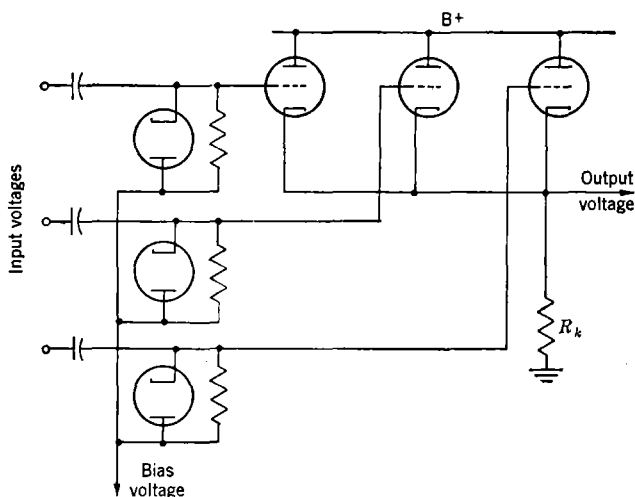 B+
Input voltages
Output
voltage
R_k
Bias
voltage